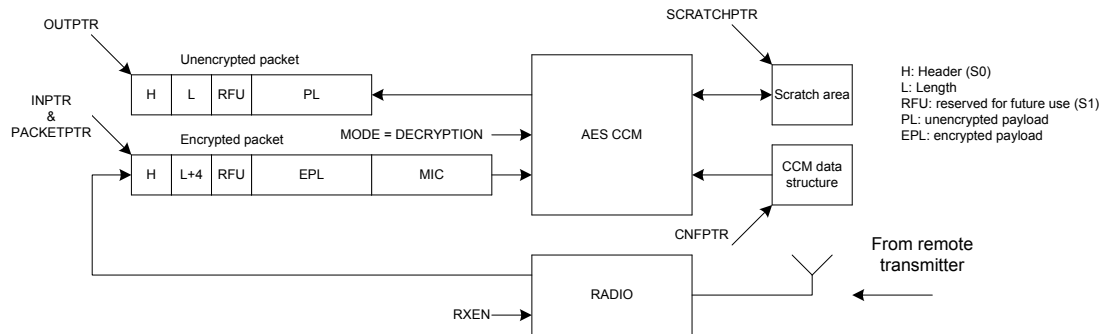 SCRATCHPTR
OUTPTR
Unencrypted packet
H L RFU PL
INPTR
&
PACKETPTR
MODE = DECRYPTION
Encrypted packet
H L+4 RFU EPL MIC
AES CCM
Scratch area
CCM data
structure
H: Header (S0)
L: Length
RFU: reserved for future use (S1)
PL: unencrypted payload
EPL: encrypted payload
CNFPTR
From remote
transmitter
RADIO
RXEN